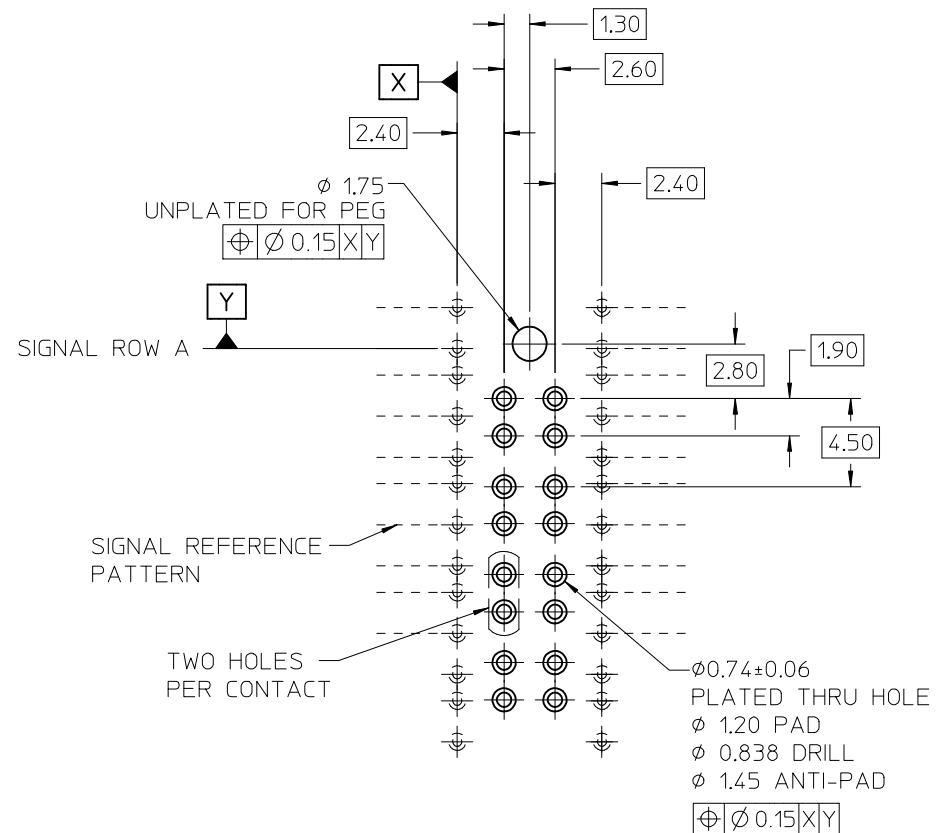 1.30
2.60
X
2.40
2.40
ϕ 1.75
UNPLATED FOR PEG
⌖ Ø 0.15 X Y
Y
SIGNAL ROW A
1.90
2.80
4.50
SIGNAL REFERENCE
PATTERN
TWO HOLES
PER CONTACT
ϕ0.74±0.06
PLATED THRU HOLE
ϕ 1.20 PAD
ϕ 0.838 DRILL
ϕ 1.45 ANTI-PAD
⌖ Ø 0.15 X Y